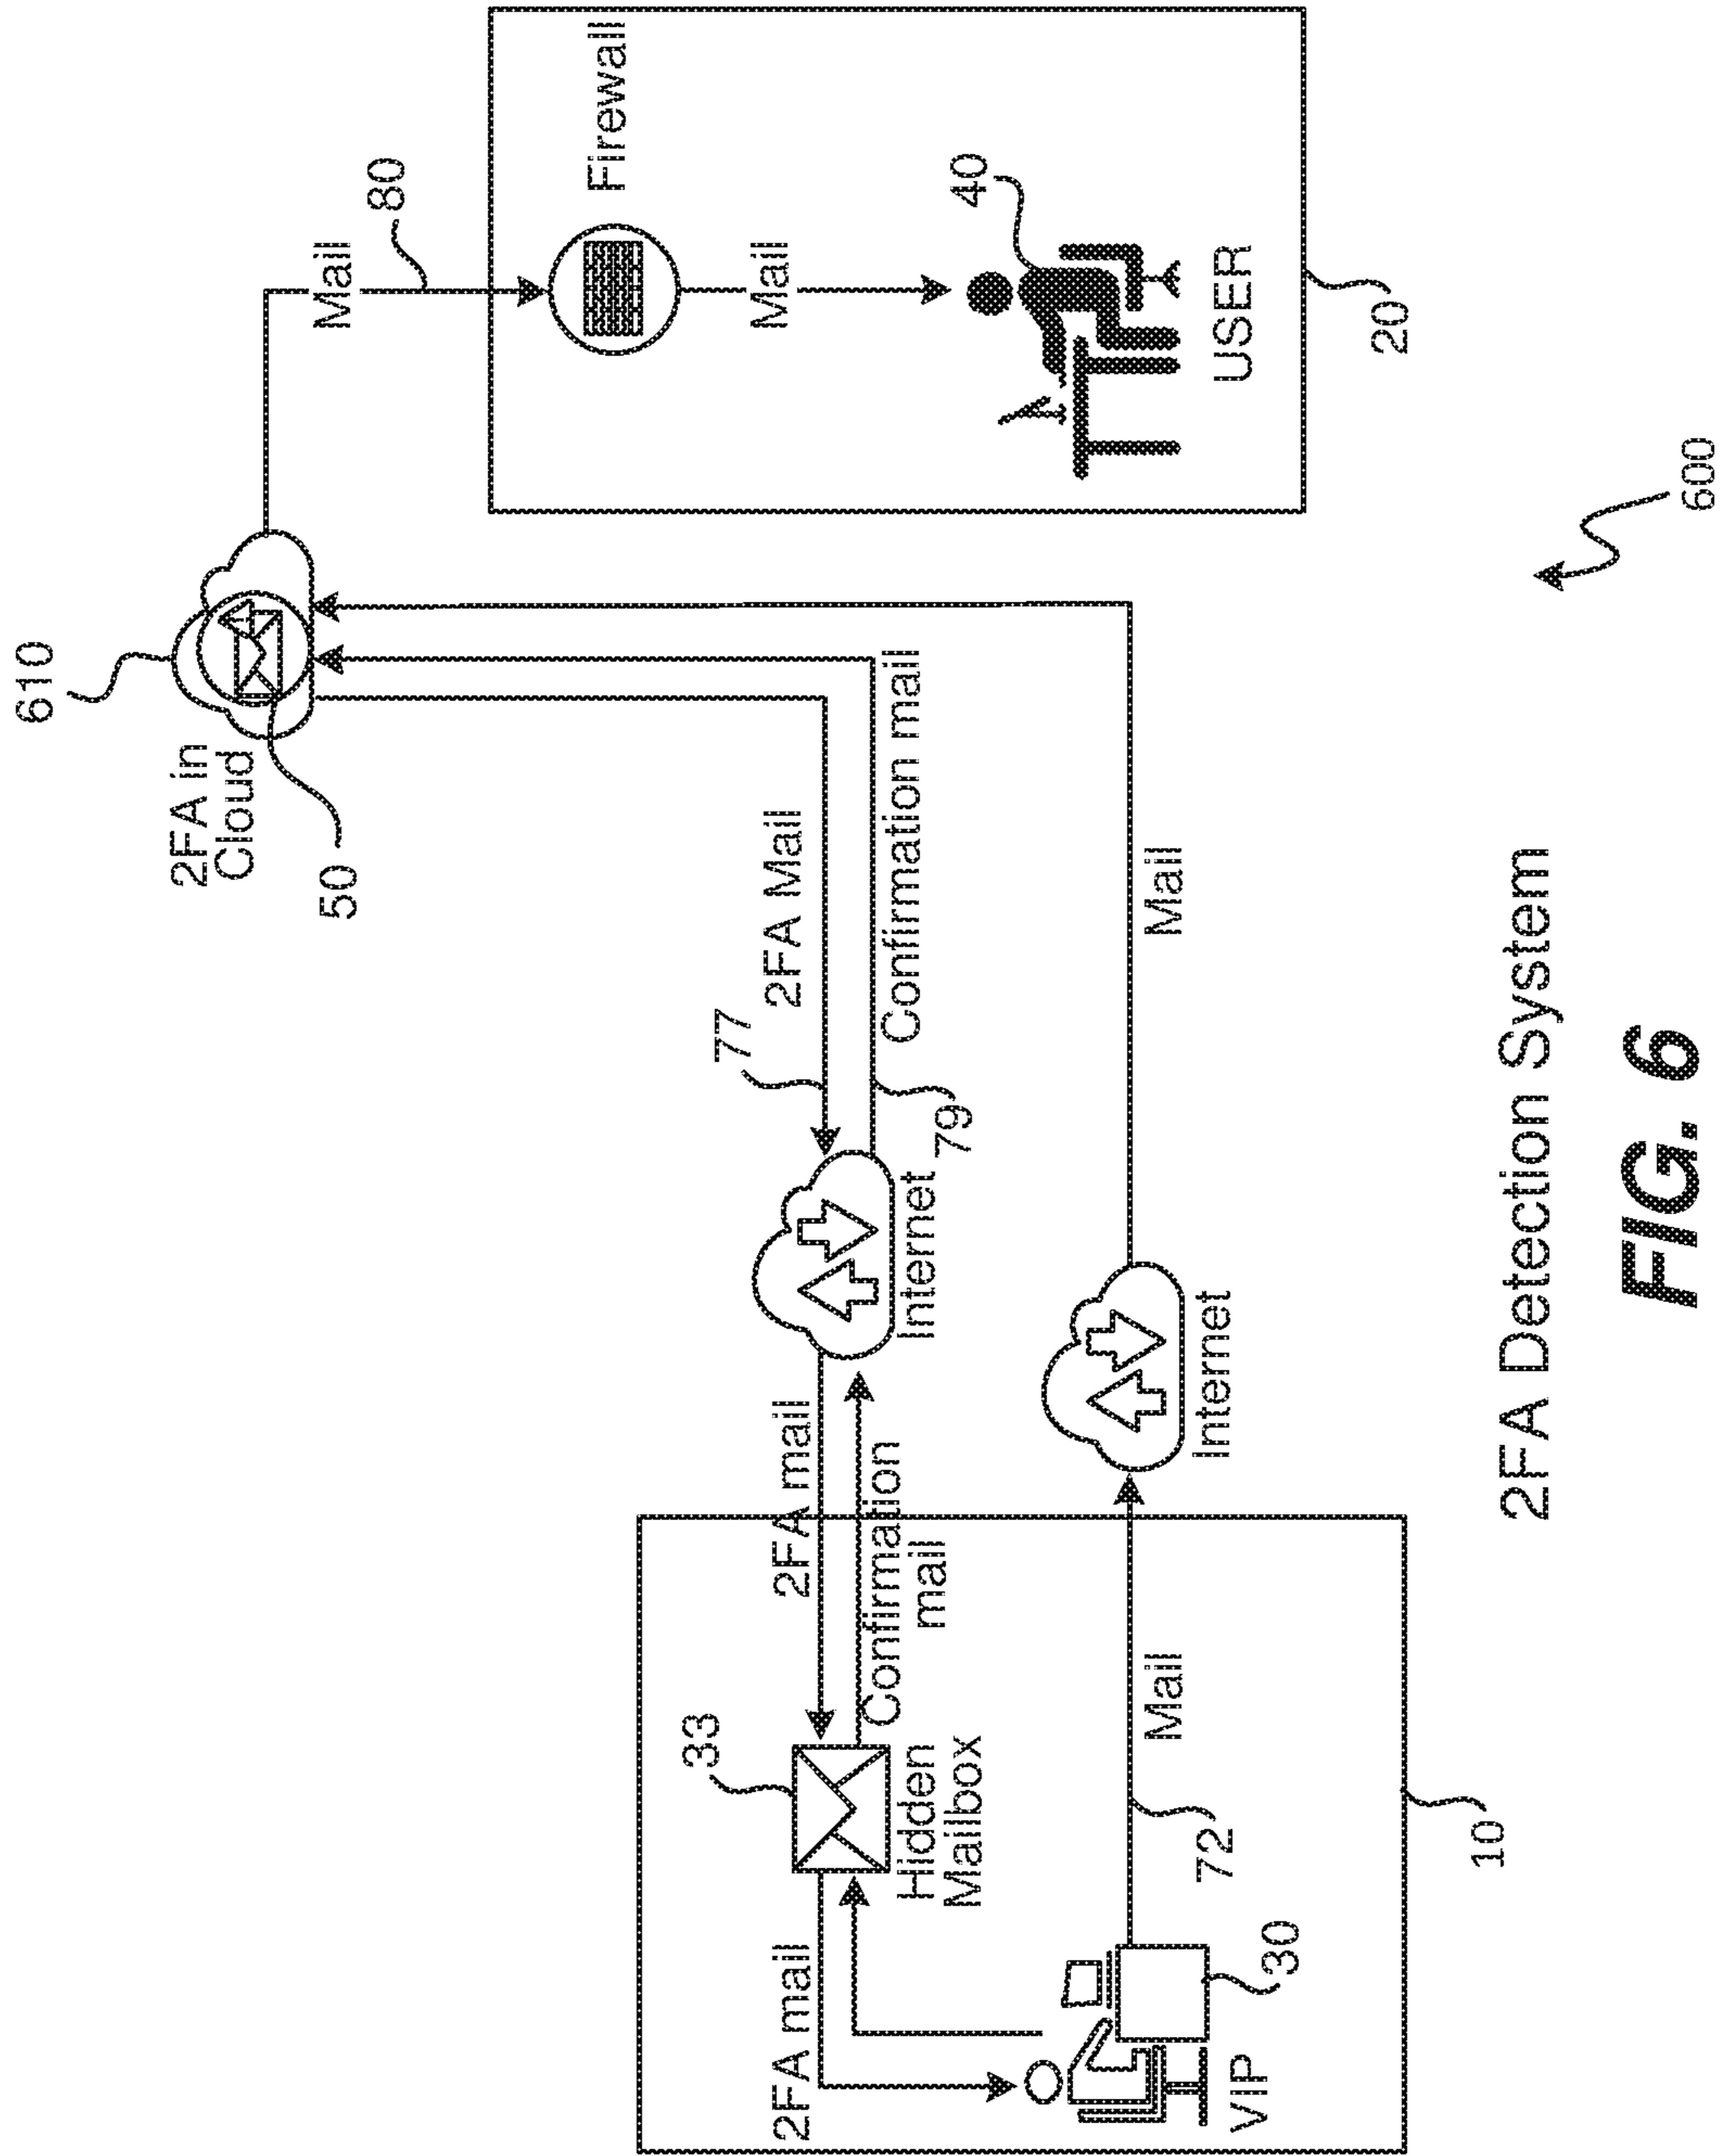 610
2FA in
Cloud
50
Mail
80
Firewall
Mail
40
USER
20
77
2FA Mail
Confirmation mail
79
Internet
2FA mail
Confirmation
mail
33
Hidden
Mailbox
2FA mail
Mail
Internet
Mail
72
30
VIP
10
600
2FA Detection System
FIG. 6